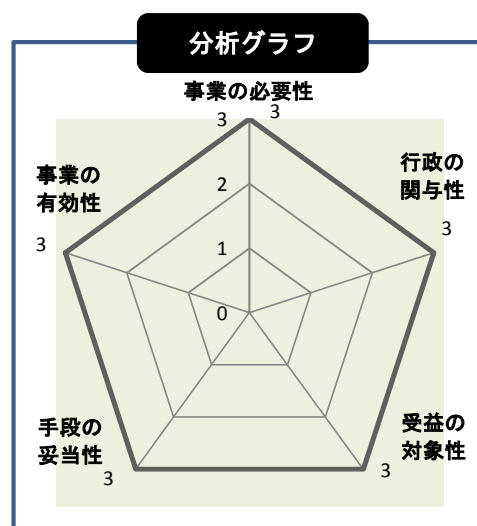 分析グラフ
事業の必要性
3
3
行政の
関与性
3
事業の
有効性
3
2
1
0
手段の
妥当性
3
受益の
対象性
3